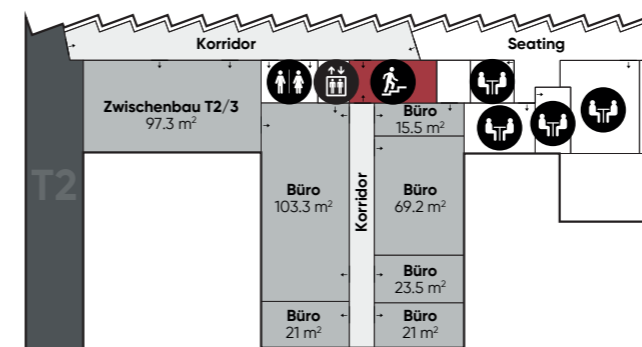 Korridor
Seating
Zwischenbau T2/3
97.3 m²
Büro
15.5 m²
T2
Büro
103.3 m²
Korridor
Büro
69.2 m²
Büro
23.5 m²
Büro
21 m²
Büro
21 m²